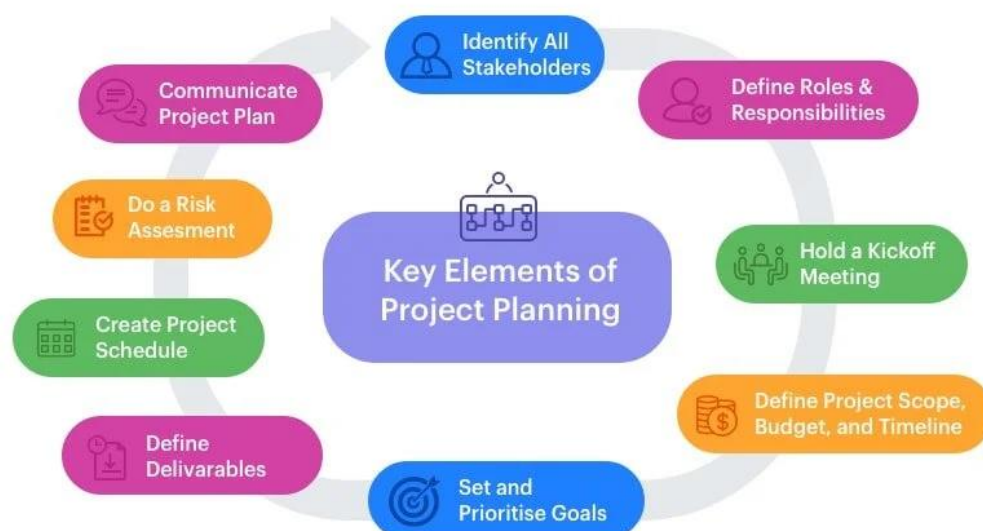 Identify All
Stakeholders
Define Roles &
Responsibilities
Hold a Kickoff
Meeting
Define Project Scope,
Budget, and Timeline
Set and
Prioritise Goals
Define
Delivarables
Create Project
Schedule
Do a Risk
Assesment
Communicate
Project Plan
Key Elements of
Project Planning